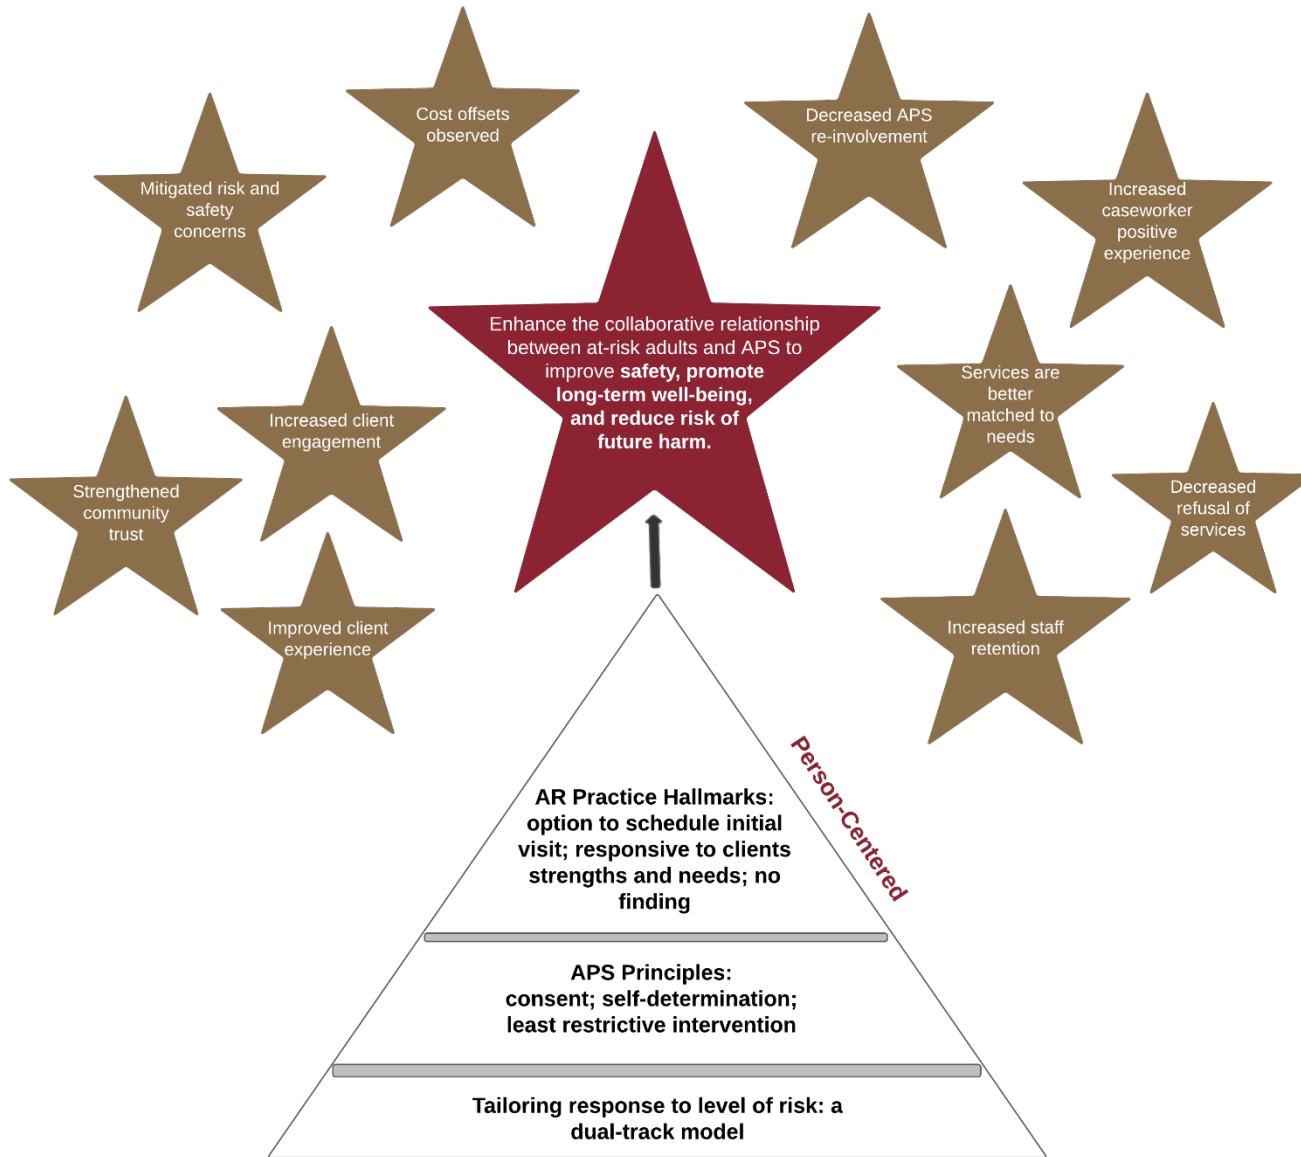 Cost offsets
observed
Decreased APS
re-involvement
Mitigated risk and
safety
concerns
Increased
caseworker
positive
experience
Enhance the collaborative relationship
between at-risk adults and APS to
improve safety, promote
long-term well-being,
and reduce risk of
future harm.
Increased client
engagement
Services are
better
matched to
needs
Strengthened
community
trust
Decreased
refusal of
services
Improved client
experience
Increased staff
retention
Person-Centered
AR Practice Hallmarks:
option to schedule initial
visit; responsive to clients
strengths and needs; no
finding
APS Principles:
consent; self-determination;
least restrictive intervention
Tailoring response to level of risk: a
dual-track model